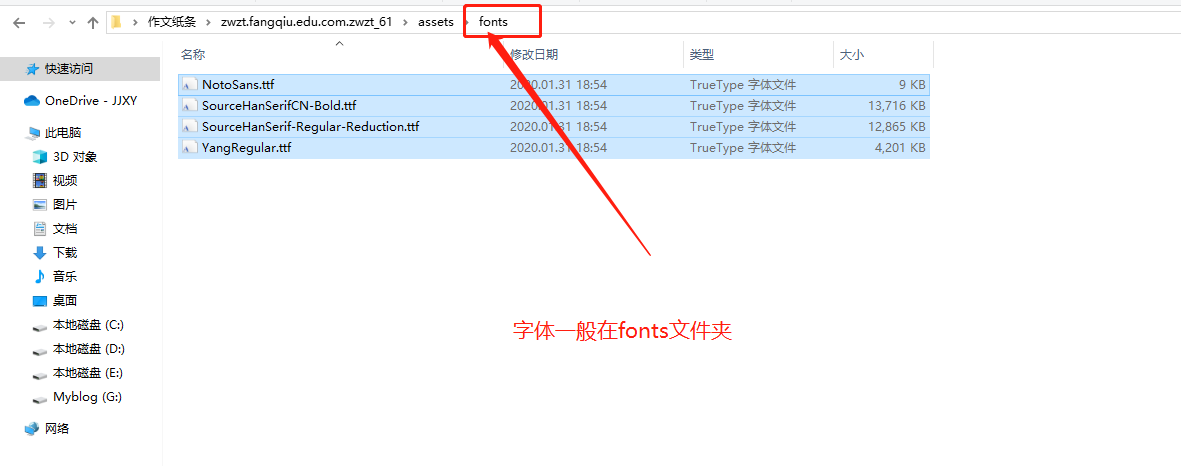 作文纸条 › zwzt.fangqiu.edu.com.zwzt_61 › assets › fonts
名称 修改日期 类型 大小
快速访问
OneDrive - JJXY
此电脑
3D 对象
视频
图片
文档
下载
音乐
桌面
本地磁盘 (C:)
本地磁盘 (D:)
本地磁盘 (E:)
Myblog (G:)
网络
NotoSans.ttf 2020.01.31 18:54 TrueType 字体文件 9 KB
SourceHanSerifCN-Bold.ttf 2020.01.31 18:54 TrueType 字体文件 13,716 KB
SourceHanSerif-Regular-Reduction.ttf 2020.01.31 18:54 TrueType 字体文件 12,865 KB
YangRegular.ttf 2020.01.31 18:54 TrueType 字体文件 4,201 KB
字体一般在fonts文件夹